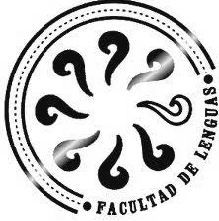 • FACULTAD DE LENGUAS •